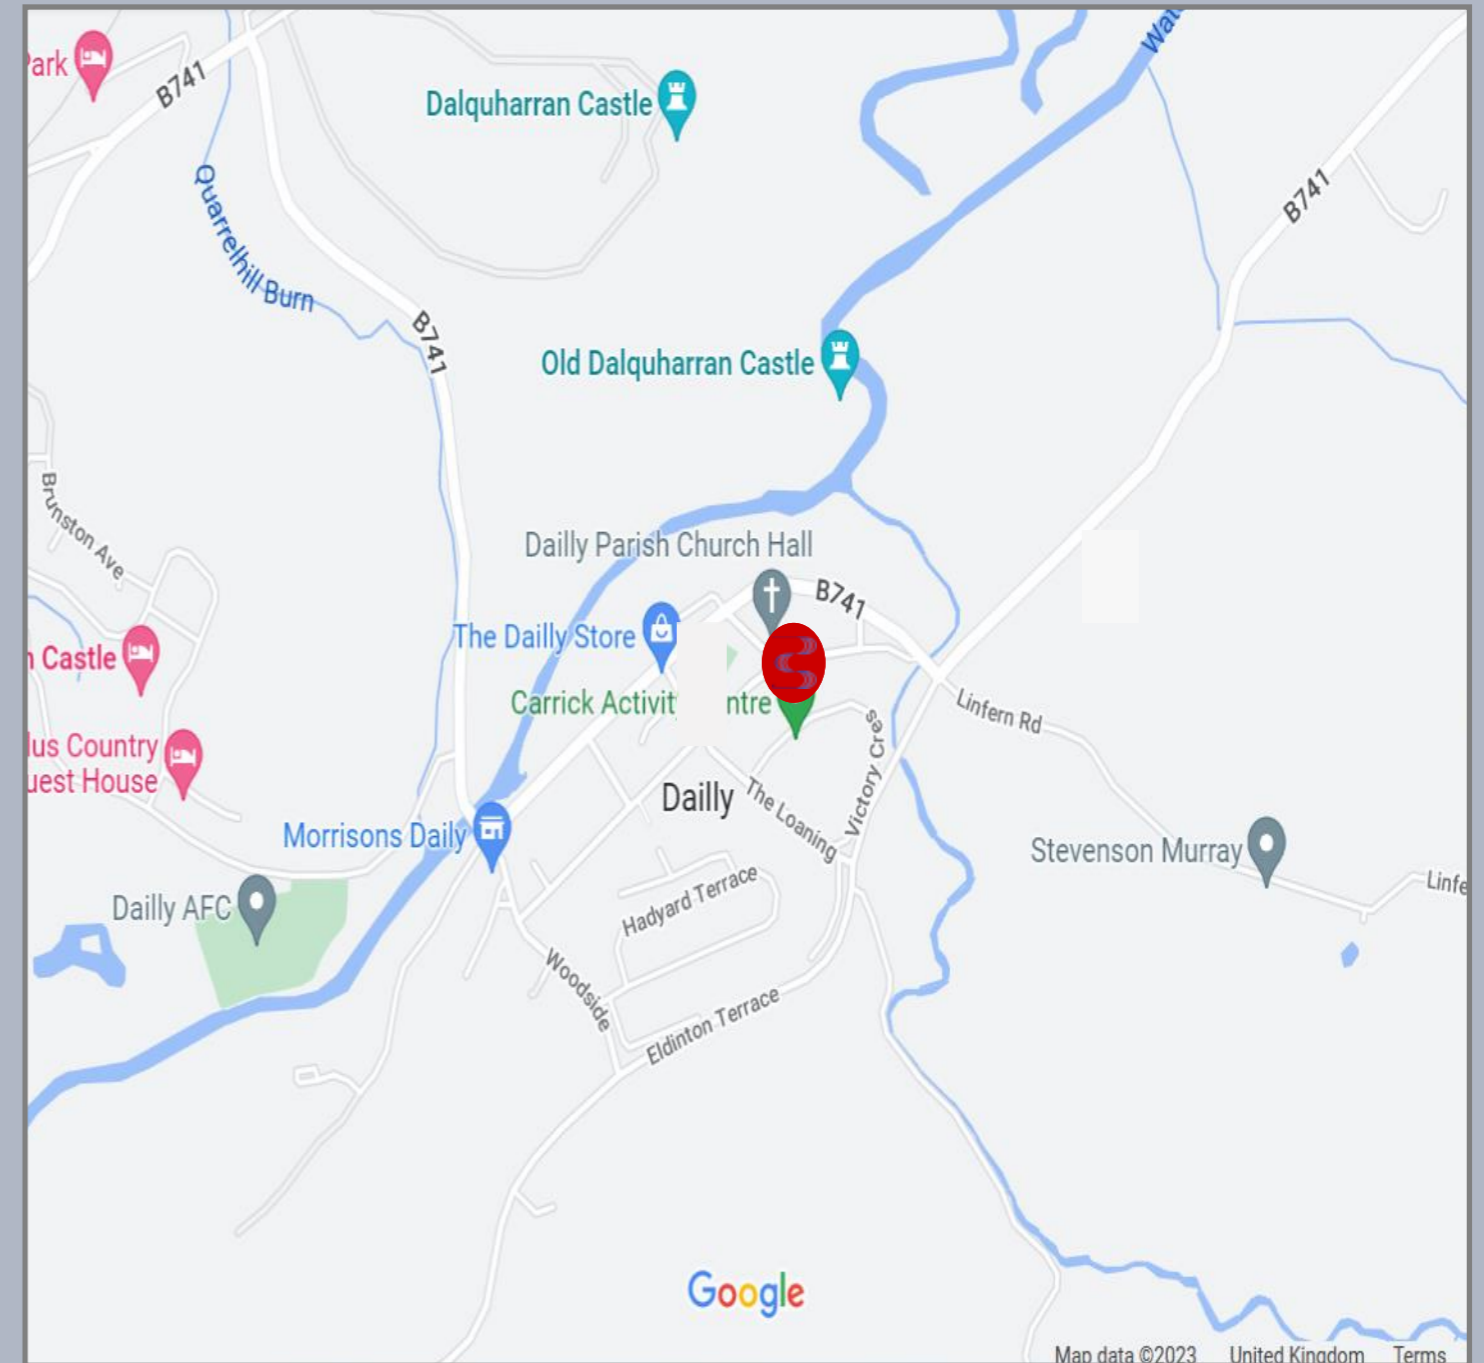 Park
B741
Dalquharran Castle
B741
Quarrelhill Burn
B741
Old Dalquharran Castle
Brunston Ave
Dailly Parish Church Hall
B741
The Dailly Store
Castle
Carrick Activit ntre
Linfern Rd
Victory Cres
lus Country
uest House
Dailly
The Loaning
Morrisons Daily
Stevenson Murray
Hadyard Terrace
Linfe
Dailly AFC
Woodside
Eldinton Terrace
Google
Map data ©2023 United Kingdom Terms